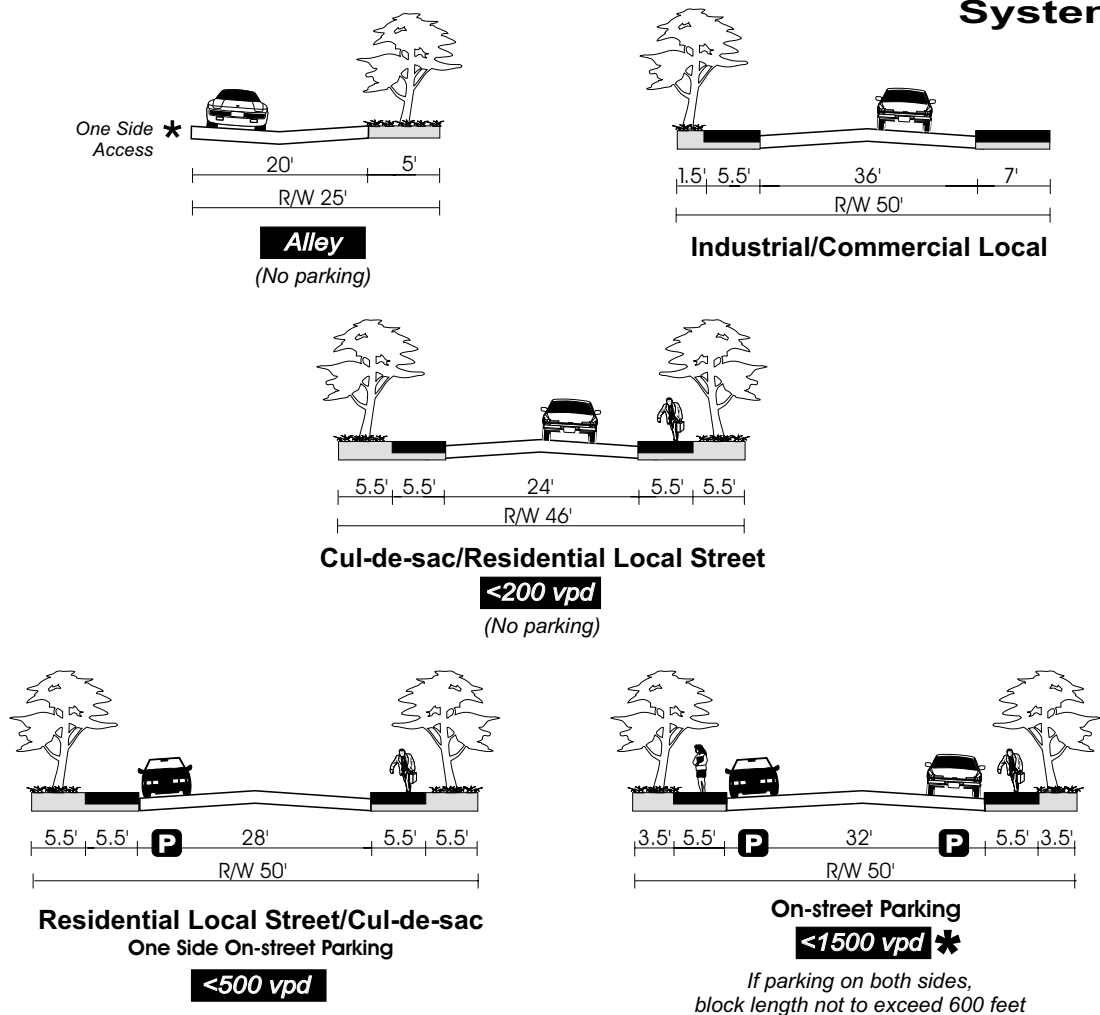 System
One Side *
Access
20' 5'
R/W 25'
Alley
(No parking)
1.5' 5.5' 36' 7'
R/W 50'
Industrial/Commercial Local
5.5' 5.5' 24' 5.5' 5.5'
R/W 46'
Cul-de-sac/Residential Local Street
<200 vpd
(No parking)
5.5' 5.5' P 28' 5.5' 5.5'
R/W 50'
Residential Local Street/Cul-de-sac
One Side On-street Parking
<500 vpd
3.5' 5.5' P 32' P 5.5' 3.5'
R/W 50'
On-street Parking
<1500 vpd *
If parking on both sides,
block length not to exceed 600 feet